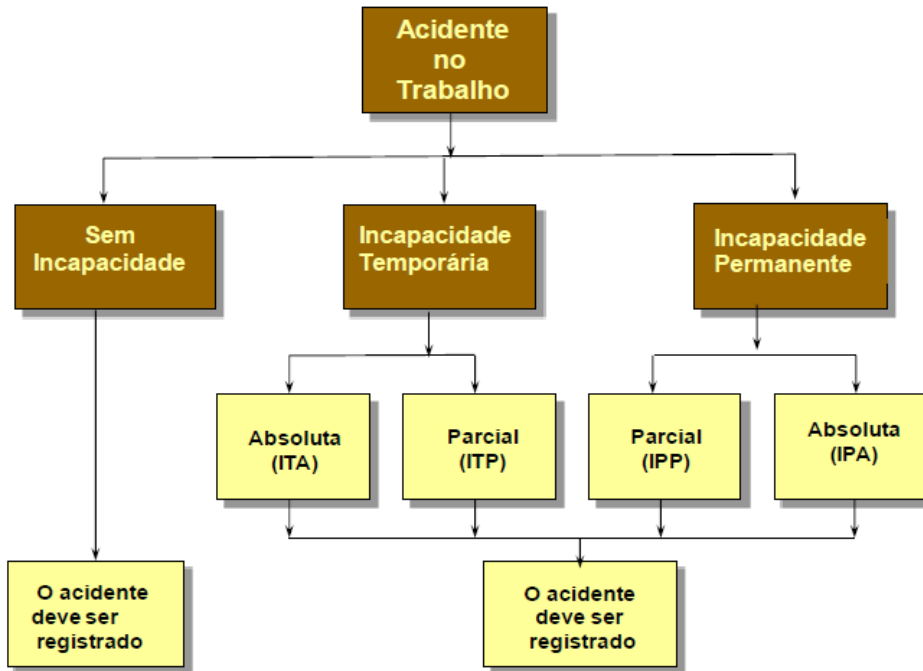 Acidente
no
Trabalho
Sem
Incapacidade
Incapacidade
Temporária
Incapacidade
Permanente
Absoluta
(ITA)
Parcial
(ITP)
Parcial
(IPP)
Absoluta
(IPA)
O acidente
deve ser
registrado
O acidente
deve ser
registrado